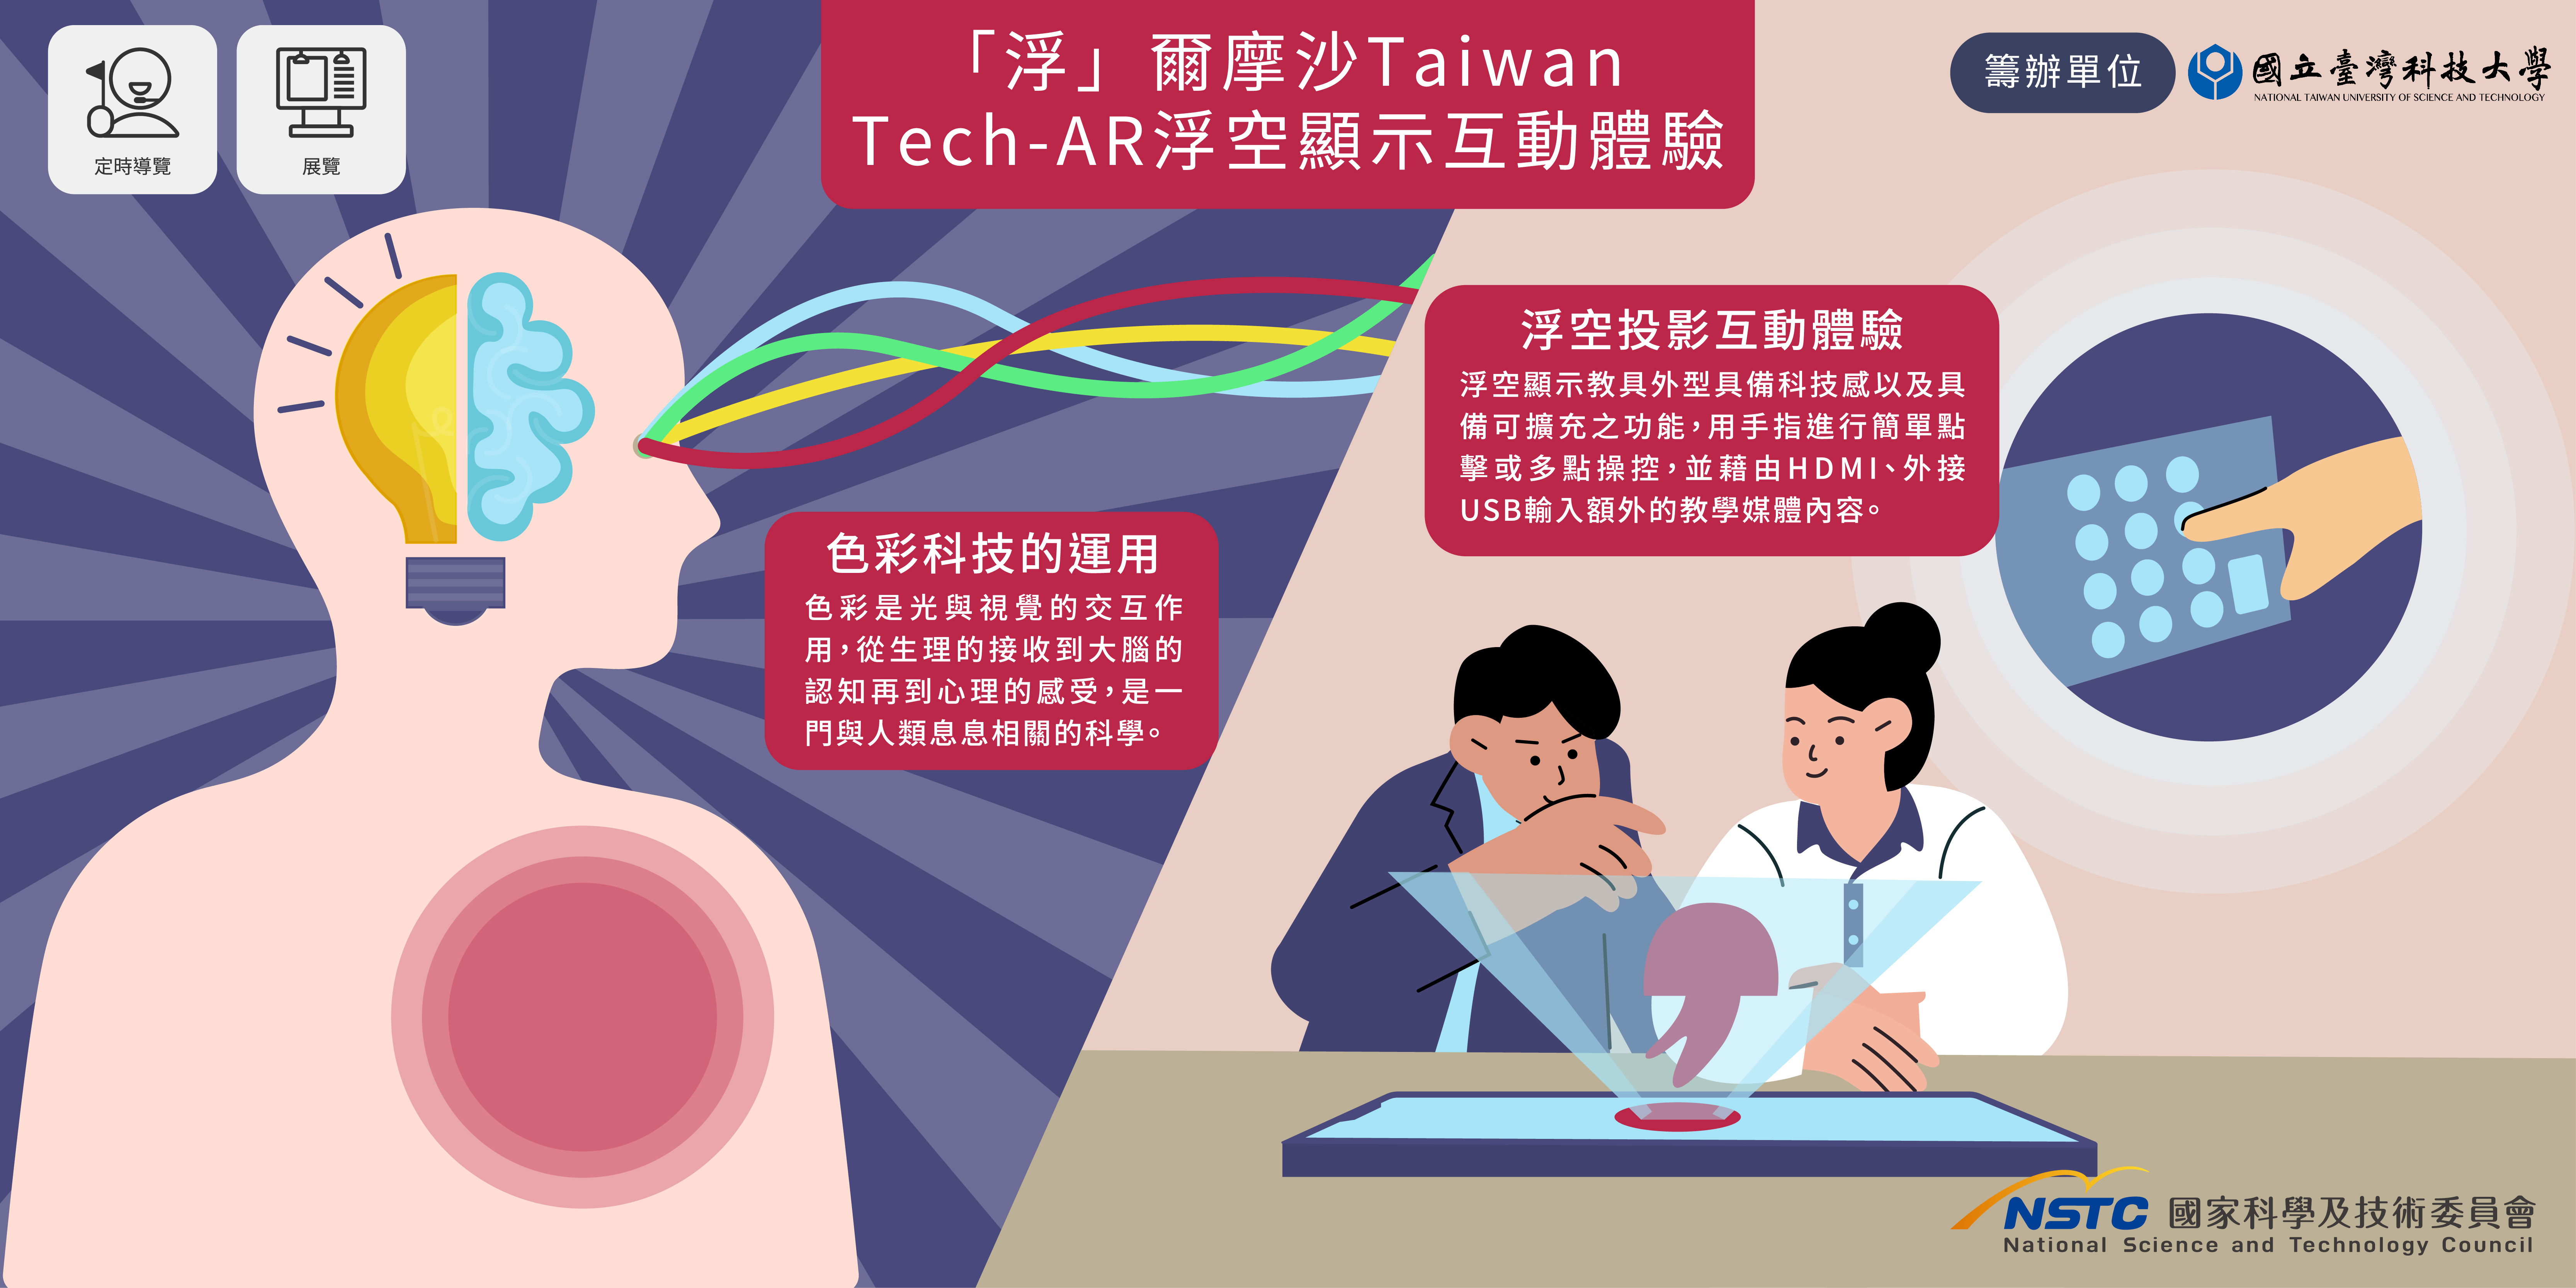 定時導覽
展覽
「浮」爾摩沙Taiwan
Tech-AR浮空顯示互動體驗
籌辦單位
國立臺灣科技大學
NATIONAL TAIWAN UNIVERSITY OF SCIENCE AND TECHNOLOGY
浮空投影互動體驗
浮空顯示教具外型具備科技感以及具
備可擴充之功能，用手指進行簡單點
擊或多點操控，並藉由HDMI、外接
USB輸入額外的教學媒體內容。
色彩科技的運用
色彩是光與視覺的交互作
用，從生理的接收到大腦的
認知再到心理的感受，是一
門與人類息息相關的科學。
NSTC 國家科學及技術委員會
National Science and Technology Council